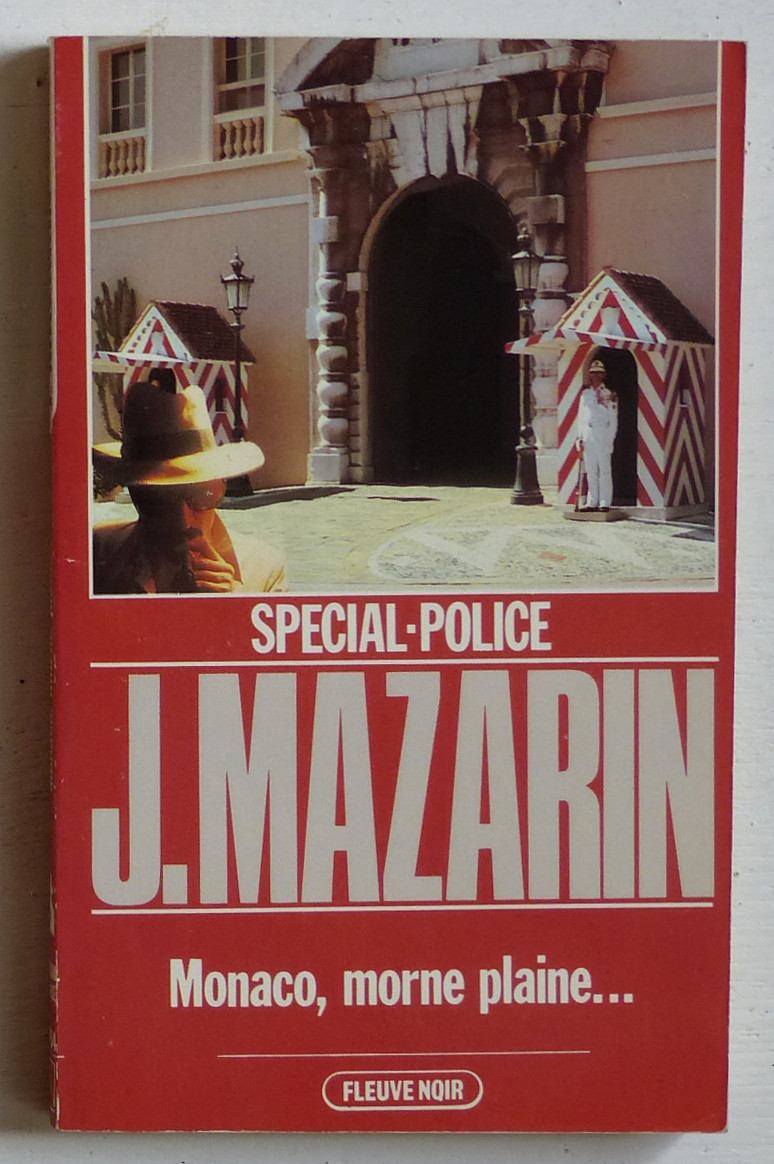 SPECIAL·POLICE
J.MAZARIN
Monaco, morne plaine...
FLEUVE NOIR